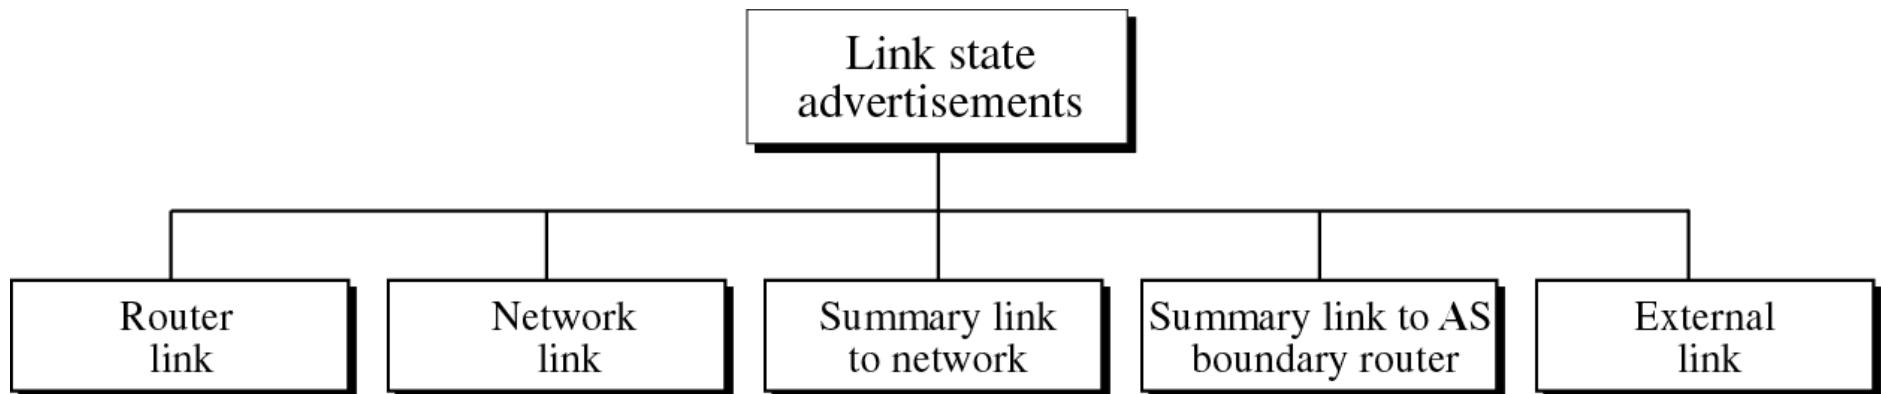 Link state
advertisements
Router
link
Network
link
Summary link
to network
Summary link to AS
boundary router
External
link